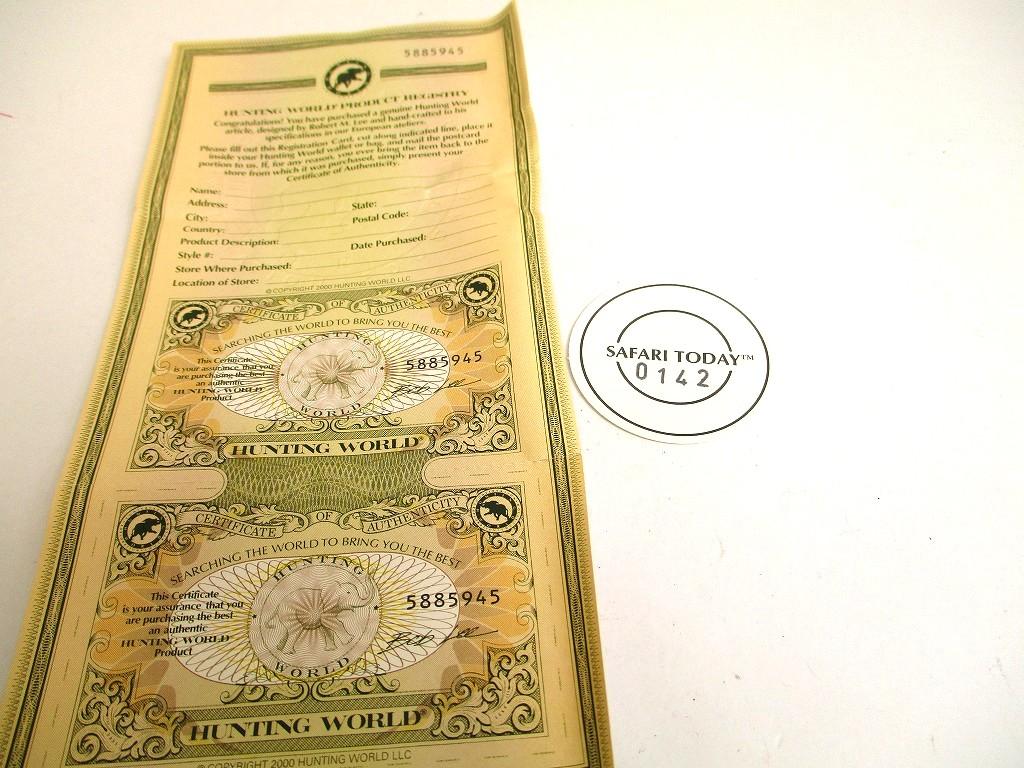 5885945
HUNTING WORLD® PRODUCT REGISTRY
Congratulations! You have purchased a genuine Hunting World
article, designed by Robert M. Lee and hand-crafted to his
specifications in our European ateliers.
Please fill out this Registration Card, cut along indicated line, place it
inside your Hunting World wallet or bag, and mail the postcard
portion to us. If, for any reason, you ever bring the item back to the
store from which it was purchased, simply present your
Certificate of Authenticity.
Name:
Address: State:
City: Postal Code:
Country:
Product Description: Date Purchased:
Style #:
Store Where Purchased:
Location of Store:
© COPYRIGHT 2000 HUNTING WORLD LLC
CERTIFICATE OF AUTHENTICITY
SEARCHING THE WORLD TO BRING YOU THE BEST
HUNTING
This Certificate
is your assurance that you
are purchasing the best
an authentic
HUNTING WORLD
Product
5885945
Bob Lee
WORLD
HUNTING WORLD®
CERTIFICATE OF AUTHENTICITY
SEARCHING THE WORLD TO BRING YOU THE BEST
HUNTING
This Certificate
is your assurance that you
are purchasing the best
an authentic
HUNTING WORLD
Product
5885945
Bob Lee
WORLD
HUNTING WORLD®
© COPYRIGHT 2000 HUNTING WORLD LLC
SAFARI TODAY™
0142